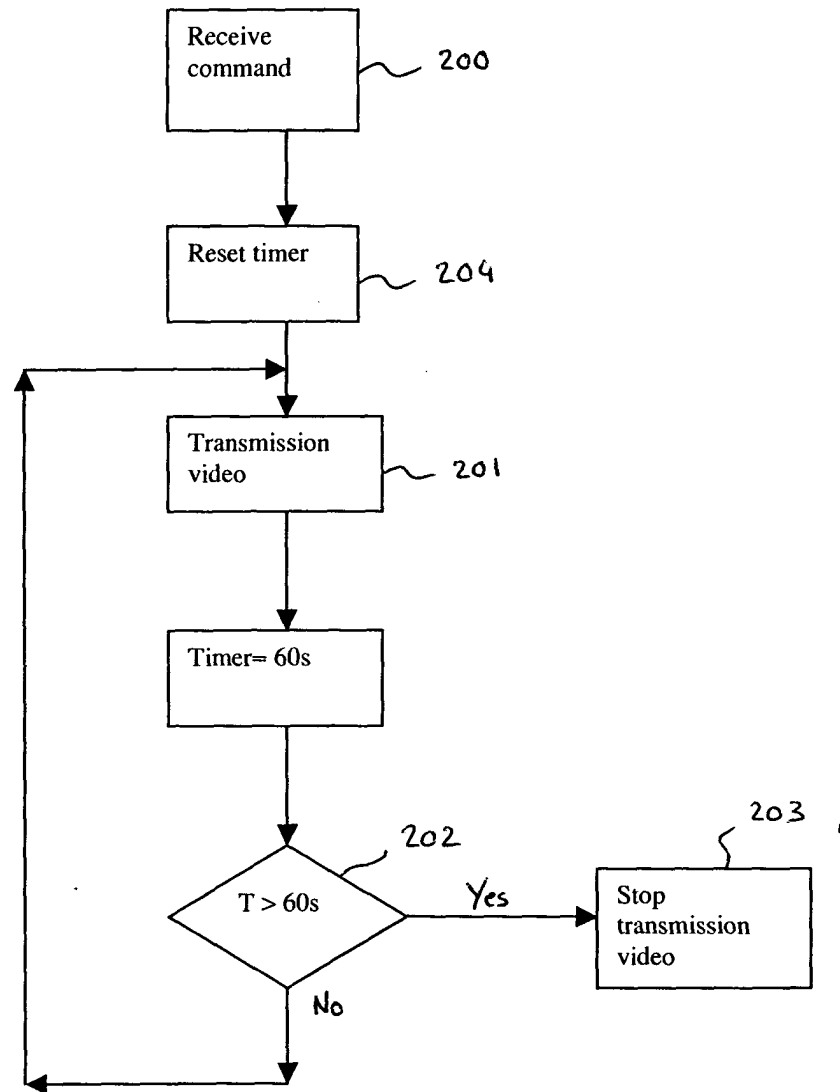 Receive
command
200
Reset timer
204
Transmission
video
201
Timer= 60s
202
T > 60s
Yes
203
Stop
transmission
video
No